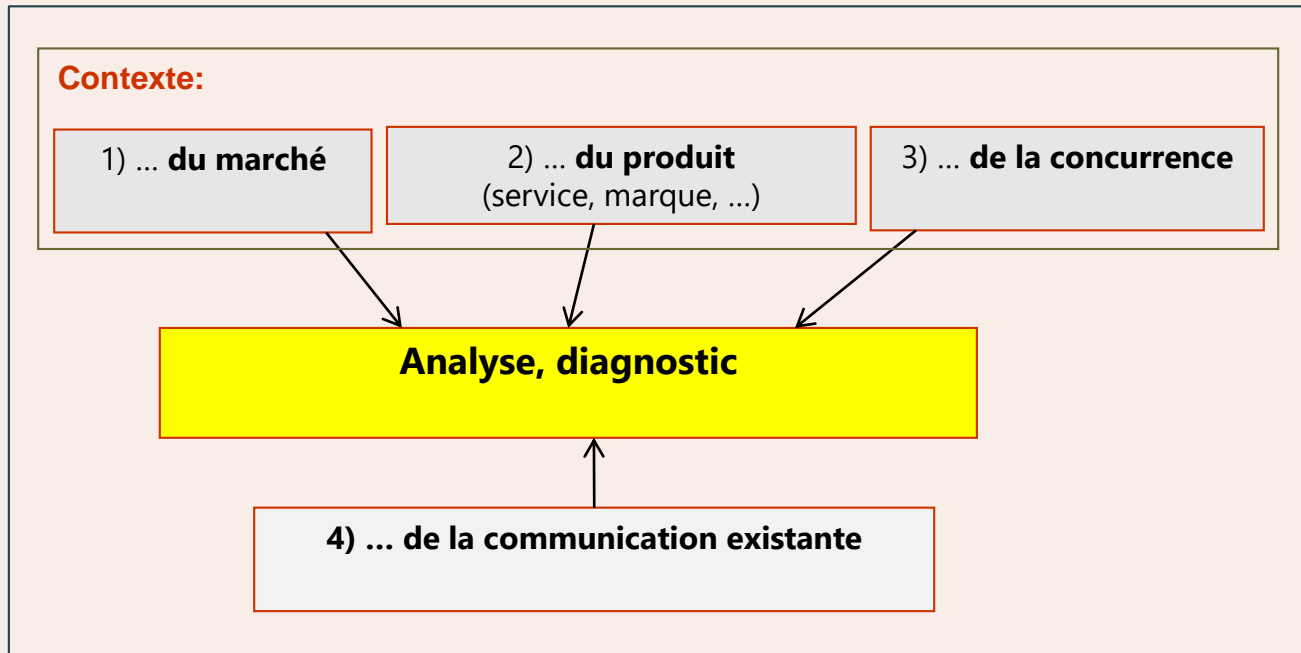 Contexte:
1) ... du marché
2) ... du produit
(service, marque, ...)
3) ... de la concurrence
Analyse, diagnostic
4) ... de la communication existante